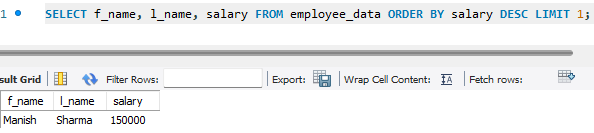 1 SELECT f_name, l_name, salary FROM employee_data ORDER BY salary DESC LIMIT 1;
sult Grid Filter Rows: Export: Wrap Cell Content: IA Fetch rows:
f_name l_name salary
Manish Sharma 150000